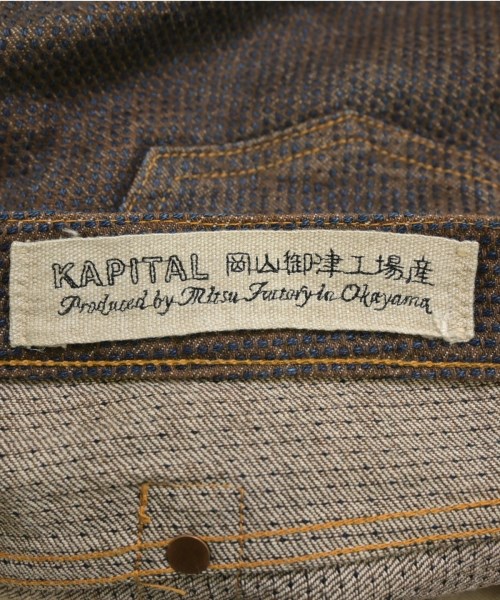 KAPITAL 岡山御津工場産
Produced by Mitsu Factory in Okayama